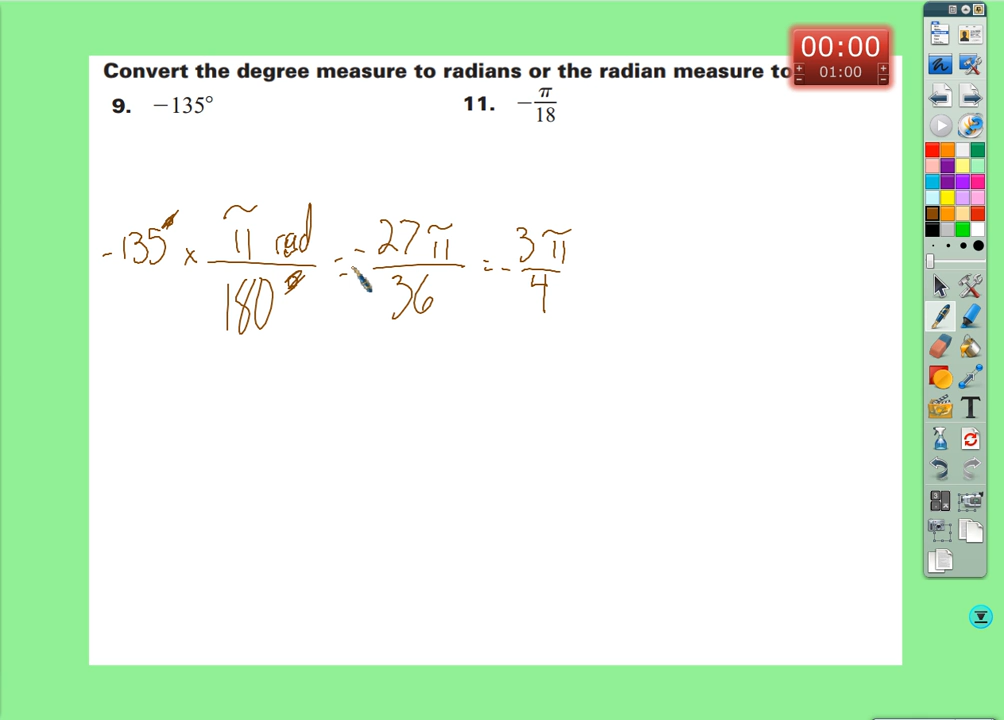 00:00
01:00
Convert the degree measure to radians or the radian measure to
9. −135° 11. −π/18
-135° × π rad/180° = -27π/36 = -3π/4